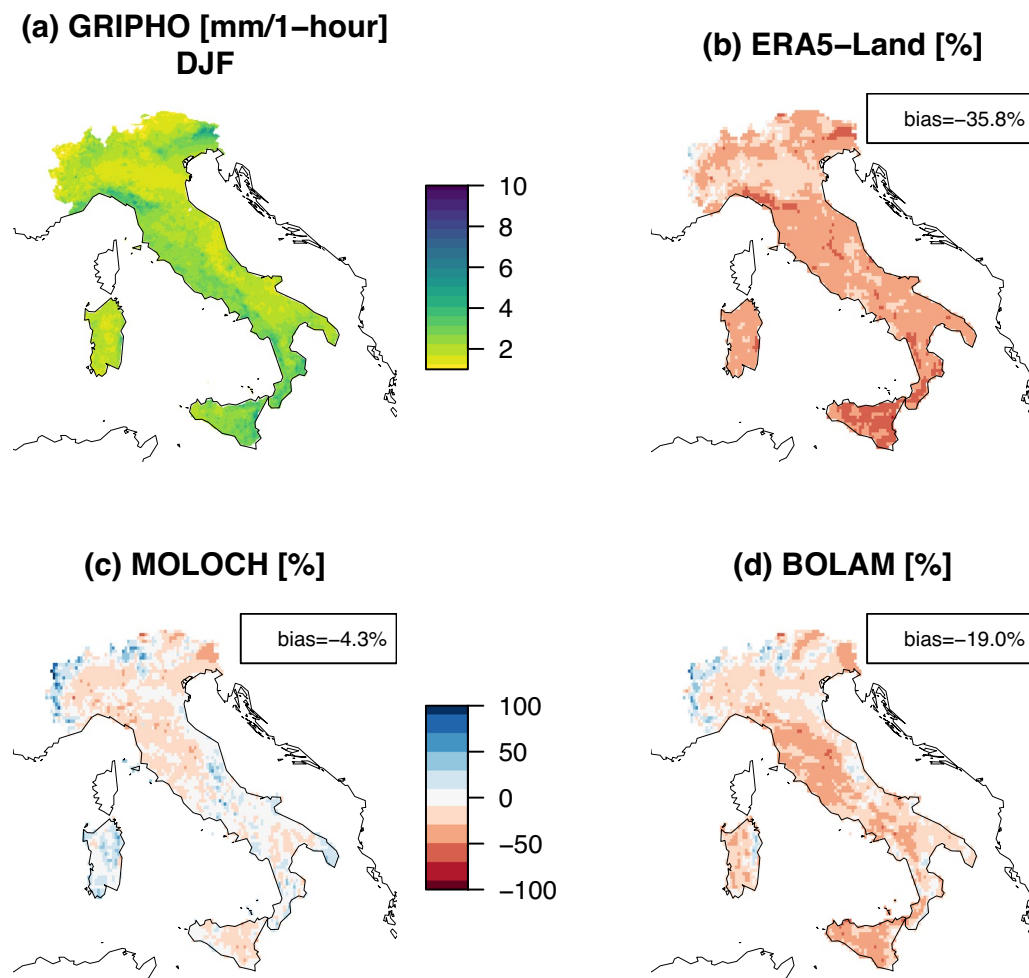 (a) GRIPHO [mm/1−hour]
DJF
(b) ERA5−Land [%]
bias=−35.8%
10
8
6
4
2
(c) MOLOCH [%]
(d) BOLAM [%]
bias=−4.3%
bias=−19.0%
100
50
0
−50
−100